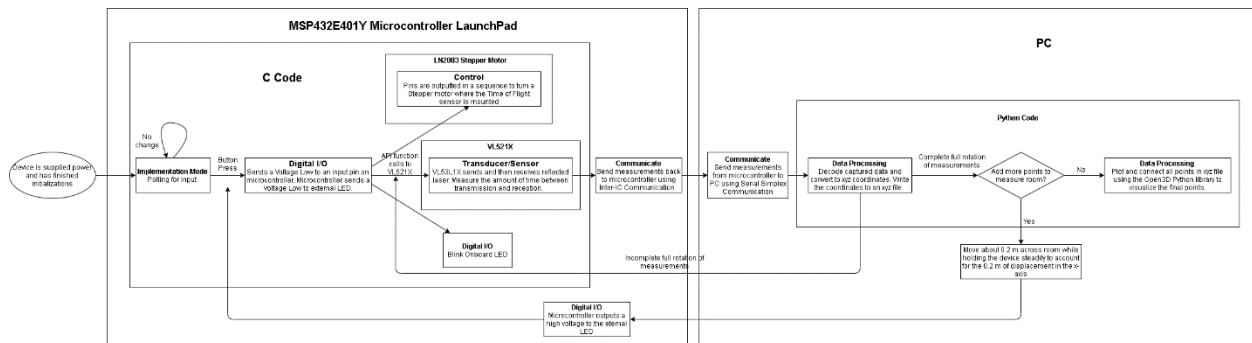 MSP432E401Y Microcontroller LaunchPad
PC
C Code
LN2003 Stepper Motor
Control
Pins are outputted in a sequence to turn a
Stepper motor where the Time of Flight
sensor is mounted
Python Code
No
change
Button
Press
API function
calls to
VL521X
VL521X
Device is supplied power
and has finished
initializations
Implementation Mode
Polling for input
Digital I/O
Sends a Voltage Low to an input pin on
microcontroller. Microcontroller sends a
Voltage Low to external LED.
Transducer/Sensor
VL53L1X sends and then receives reflected
laser. Measure the amount of time between
transmission and reception.
Communicate
Send measurements back
to microcontroller using
Inter-IC Communication
Communicate
Send measurements
from microcontroller to
PC using Serial Simplex
Communication
Data Processing
Decode captured data and
convert to xyz coordinates. Write
the coordinates to an xyz file
Complete full rotation
of measurements
Add more points to
measure room?
No
Data Processing
Plot and connect all points in xyz file
using the Open3D Python library to
visualize the final points.
Yes
Digital I/O
Blink Onboard LED
Incomplete full rotation of
measurements
Move about 0.2 m across room while
holding the device steadily to account
for the 0.2 m of displacement in the x-
axis
Digital I/O
Microcontroller outputs a
high voltage to the eternal
LED